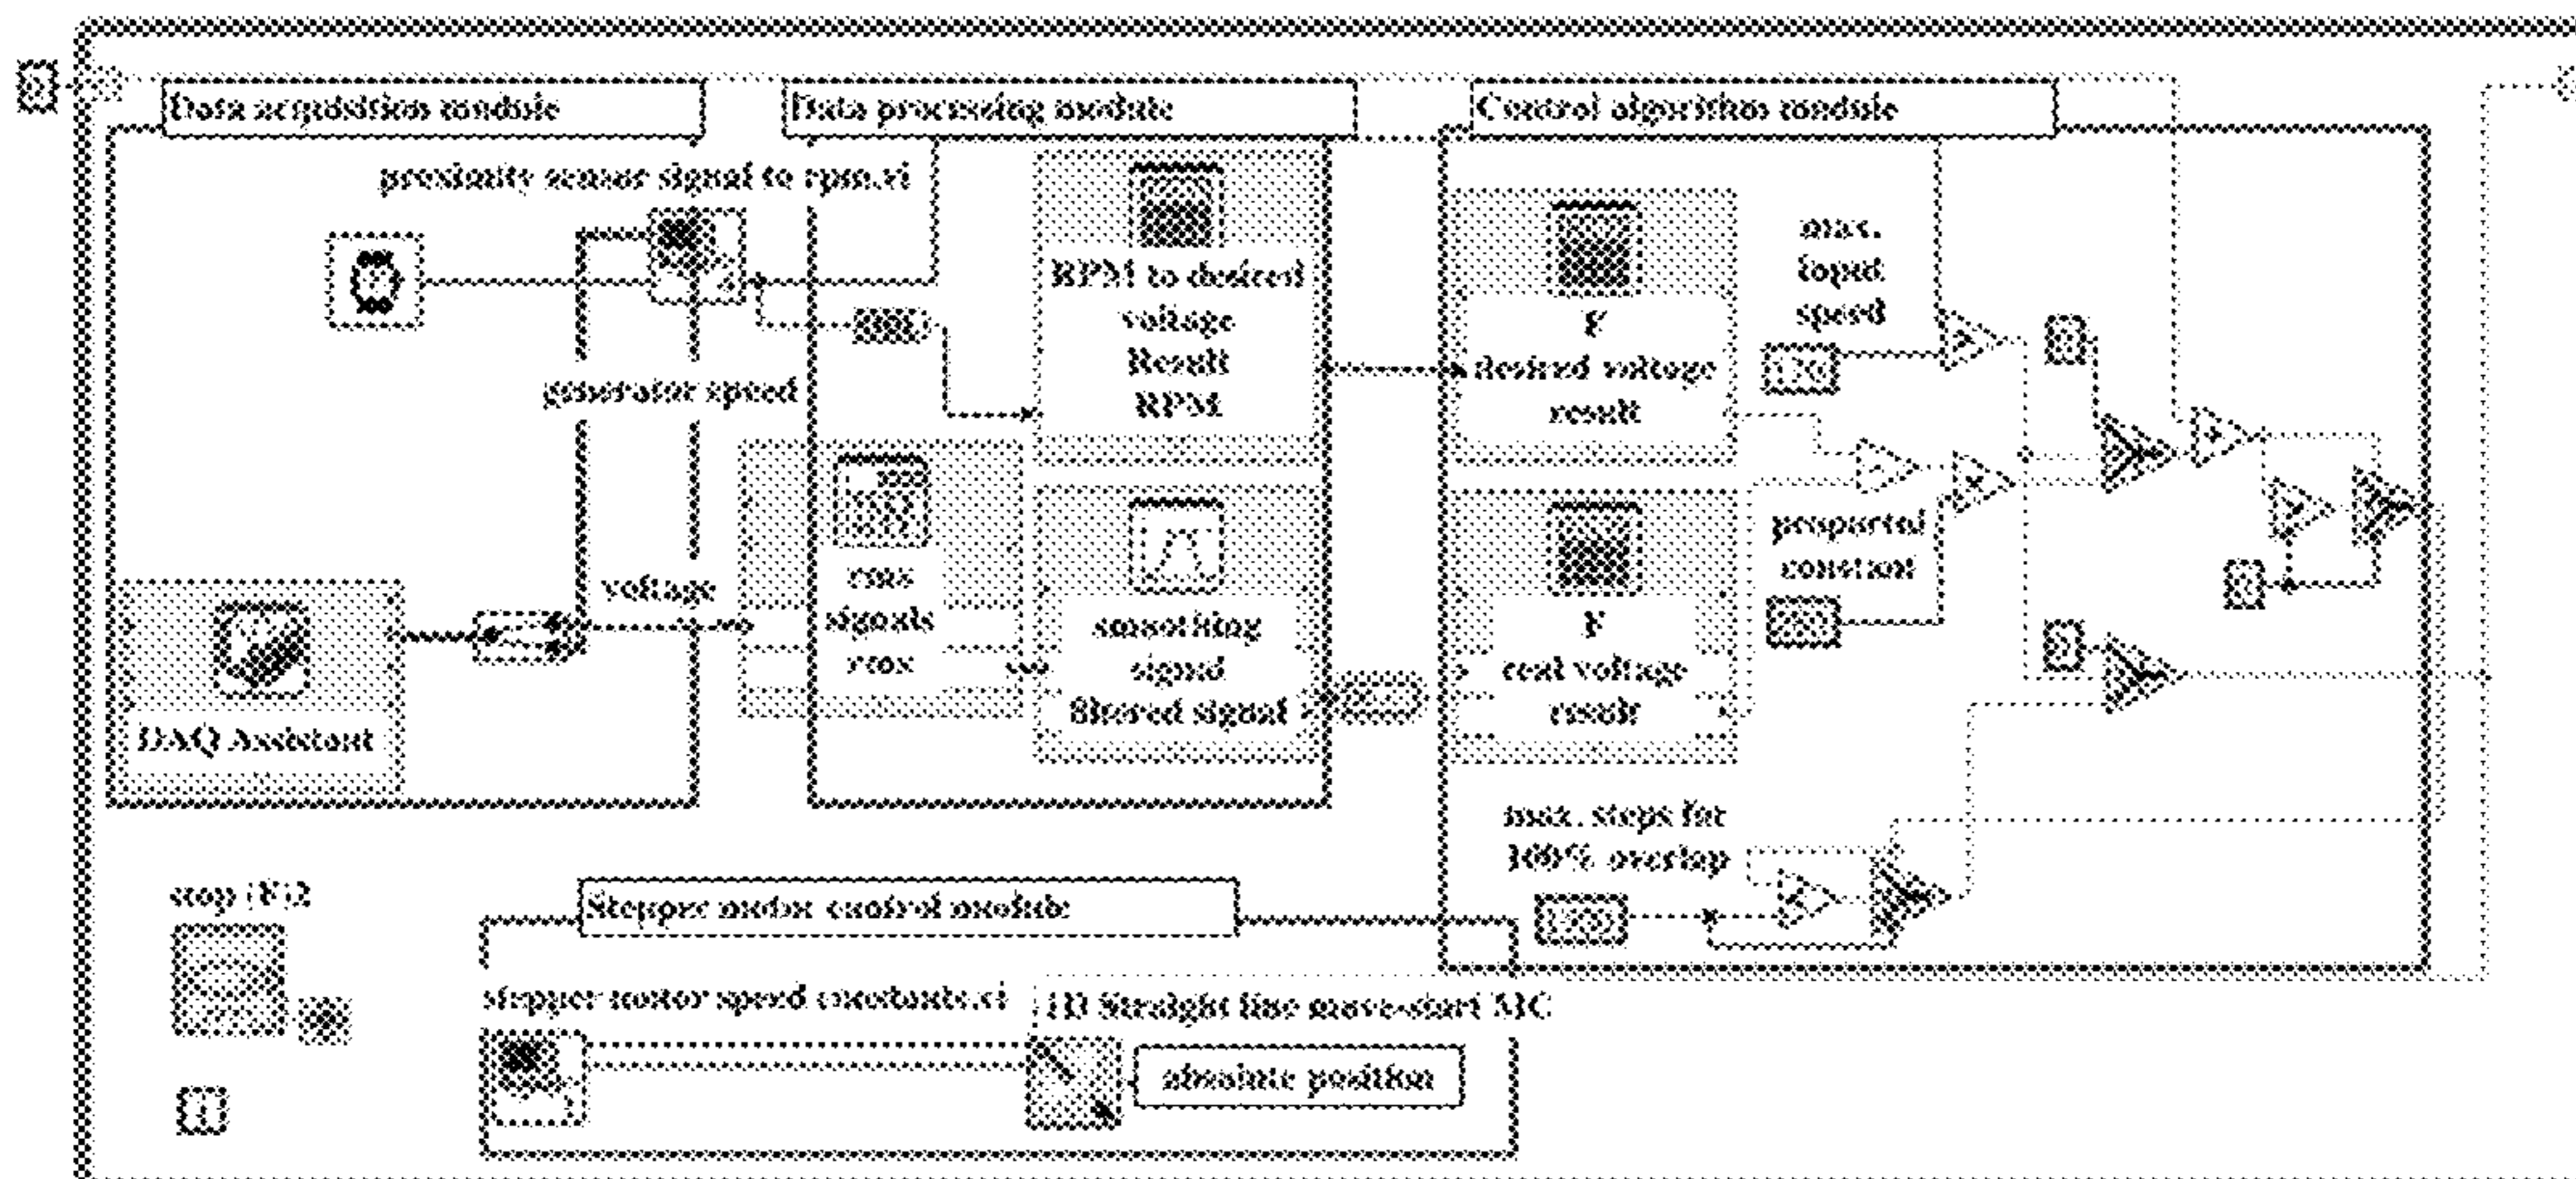 Data acquisition module
Data processing module
Control algorithm module
proximity sensor signal to rpm.vi
generator speed
voltage
DAQ Assistant
RPM to desired
voltage
Result
RPM
rms
signals
smoothing
signal
filtered signal
F
desired voltage
result
F
real voltage
result
max.
input
speed
constant
max. steps for
100% overlap
stop (F)2
Stepper motor control module
stepper motor speed constants.vi
1D Straight line move-start MC
absolute position
i